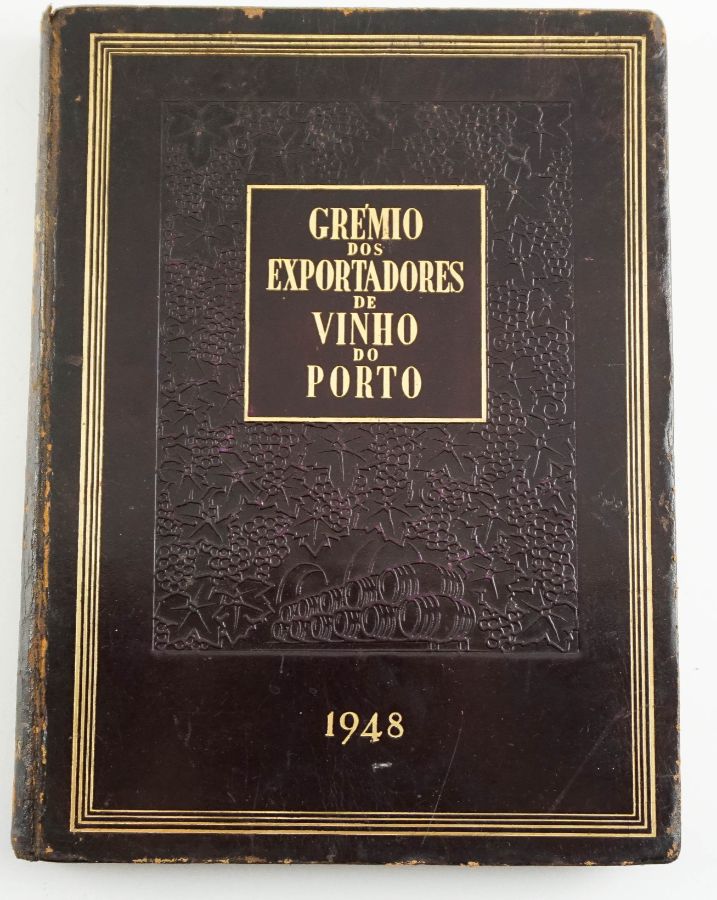 GRÉMIO
DOS
EXPORTADORES
DE
VINHO
DO
PORTO
1948